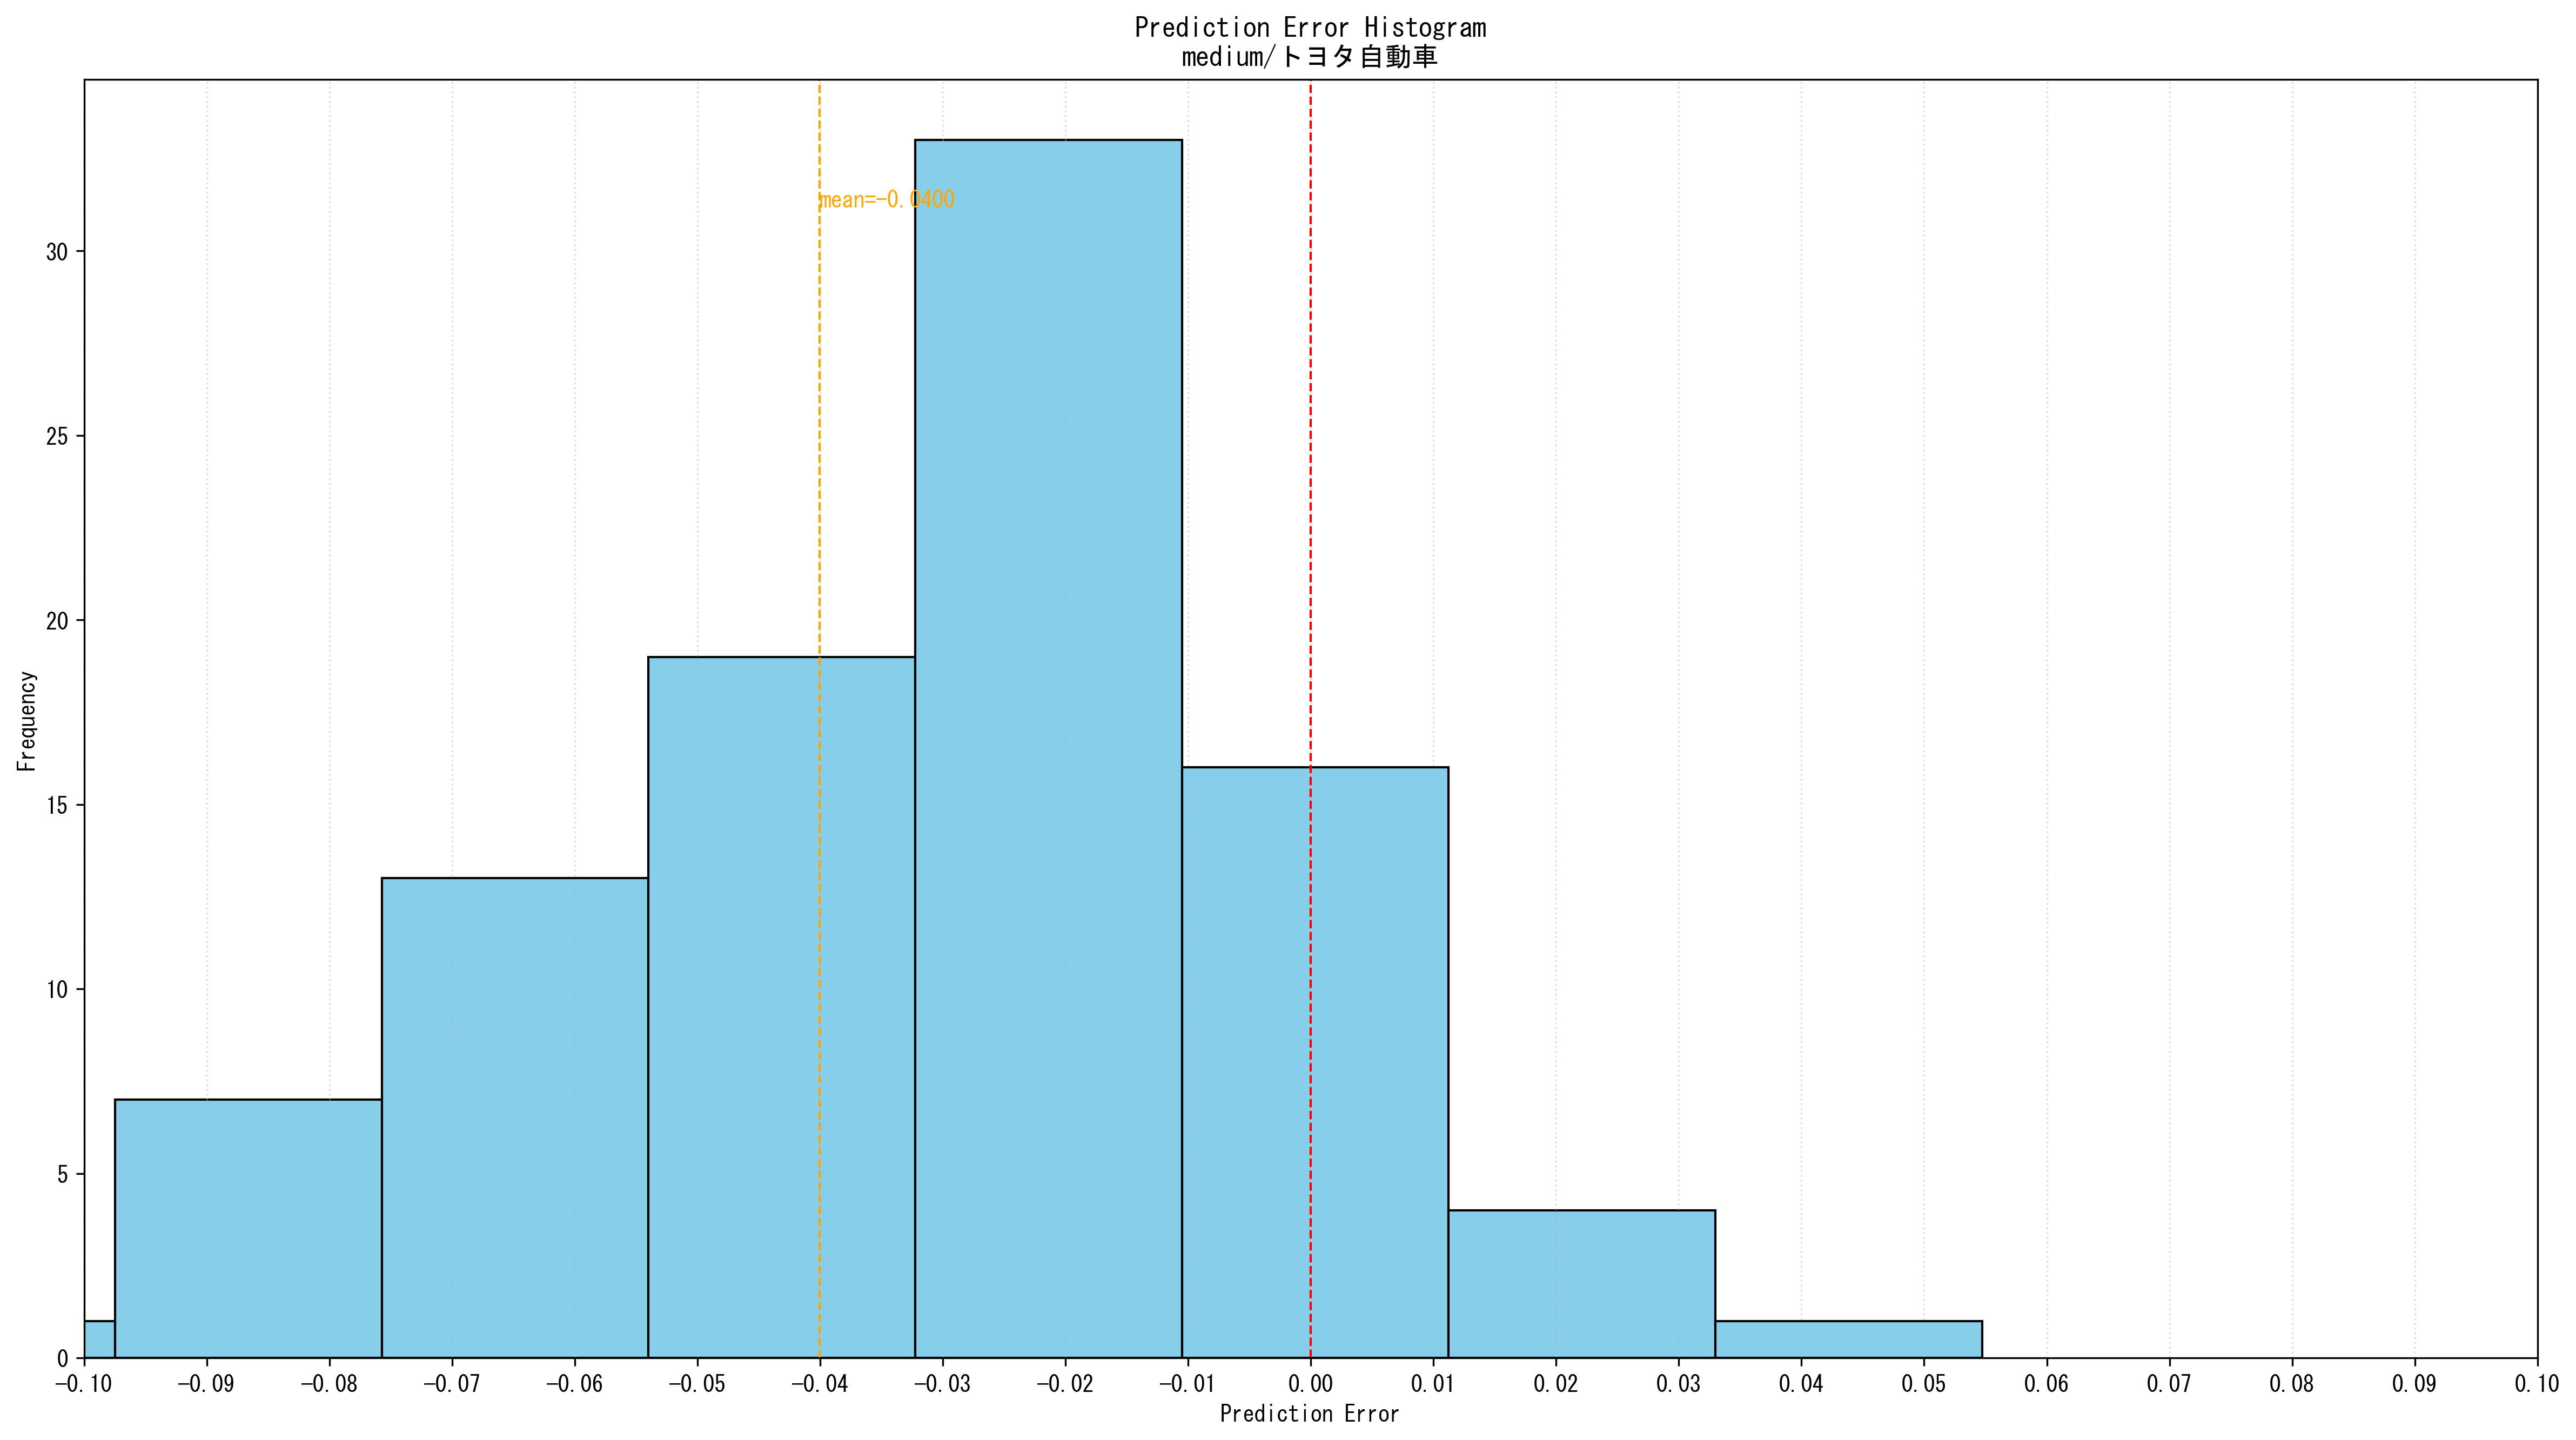 Prediction Error Histogram
medium/トヨタ自動車
mean=-0.0400
30
25
20
15
10
5
0
Frequency
-0.10 -0.09 -0.08 -0.07 -0.06 -0.05 -0.04 -0.03 -0.02 -0.01 0.00 0.01 0.02 0.03 0.04 0.05 0.06 0.07 0.08 0.09 0.10
Prediction Error